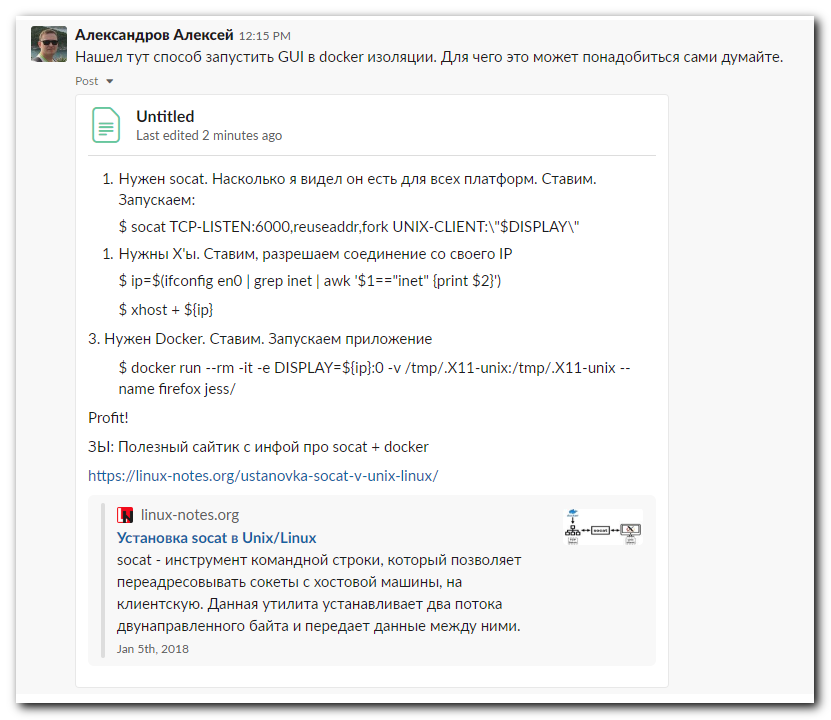 Александров Алексей 12:15 PM
Нашел тут способ запустить GUI в docker изоляции. Для чего это может понадобиться сами думайте.
Post
Untitled
Last edited 2 minutes ago
1. Нужен socat. Насколько я видел он есть для всех платформ. Ставим.
Запускаем:
$ socat TCP-LISTEN:6000,reuseaddr,fork UNIX-CLIENT:\"$DISPLAY\"
1. Нужны X'ы. Ставим, разрешаем соединение со своего IP
$ ip=$(ifconfig en0 | grep inet | awk '$1=="inet" {print $2}')
$ xhost + ${ip}
3. Нужен Docker. Ставим. Запускаем приложение
$ docker run --rm -it -e DISPLAY=${ip}:0 -v /tmp/.X11-unix:/tmp/.X11-unix --
name firefox jess/
Profit!
ЗЫ: Полезный сайтик с инфой про socat + docker
https://linux-notes.org/ustanovka-socat-v-unix-linux/
linux-notes.org
Установка socat в Unix/Linux
socat - инструмент командной строки, который позволяет
переадресовывать сокеты с хостовой машины, на
клиентскую. Данная утилита устанавливает два потока
двунаправленного байта и передает данные между ними.
Jan 5th, 2018
socat